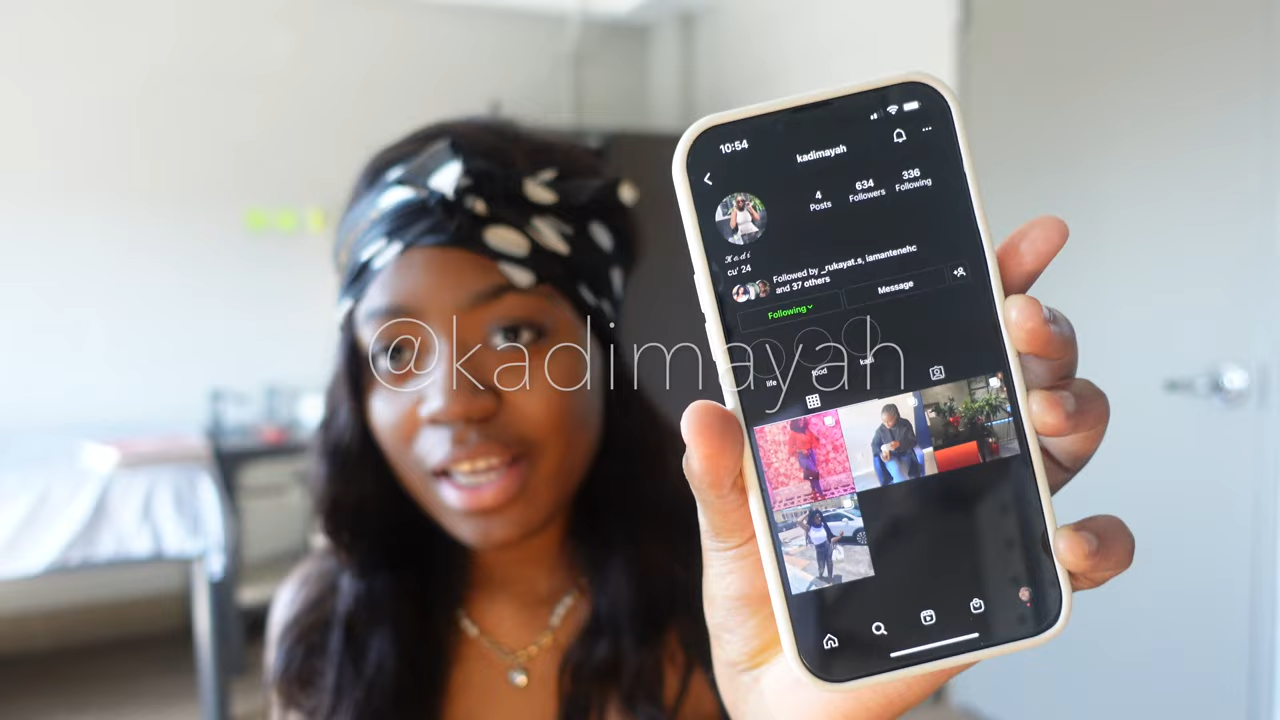 10:54
kadimayah
4 634 336
Posts Followers Following
𝒦𝒶𝒹𝒾
cu' 24
Followed by _rukayat.s, iamantenehc
and 37 others
Following Message
@kadimayah
life food kadi